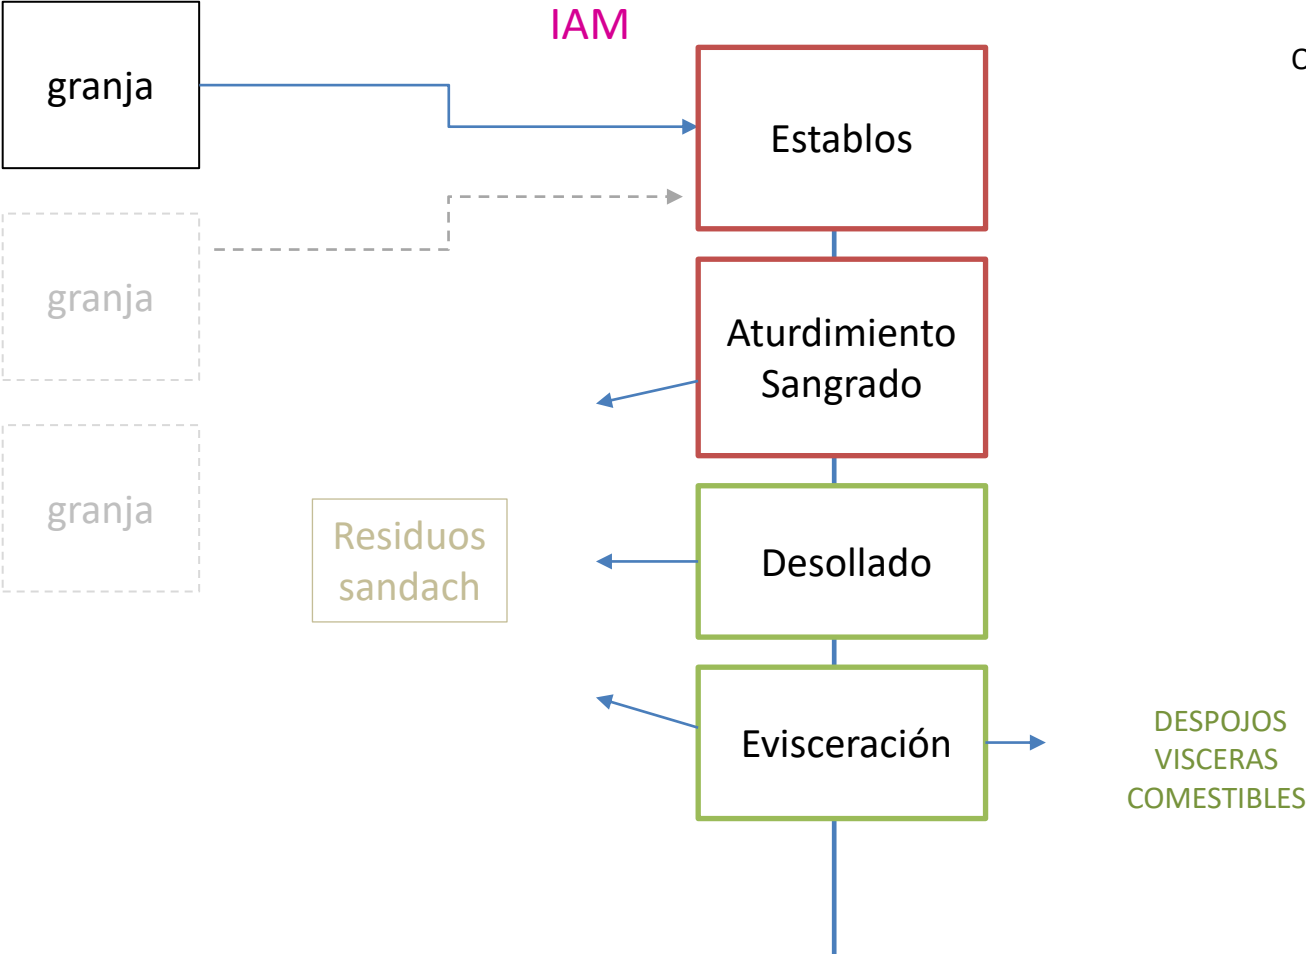 IAM
granja
Establos
granja
Aturdimiento
Sangrado
granja
Residuos
sandach
Desollado
Evisceración
DESPOJOS
VISCERAS
COMESTIBLES